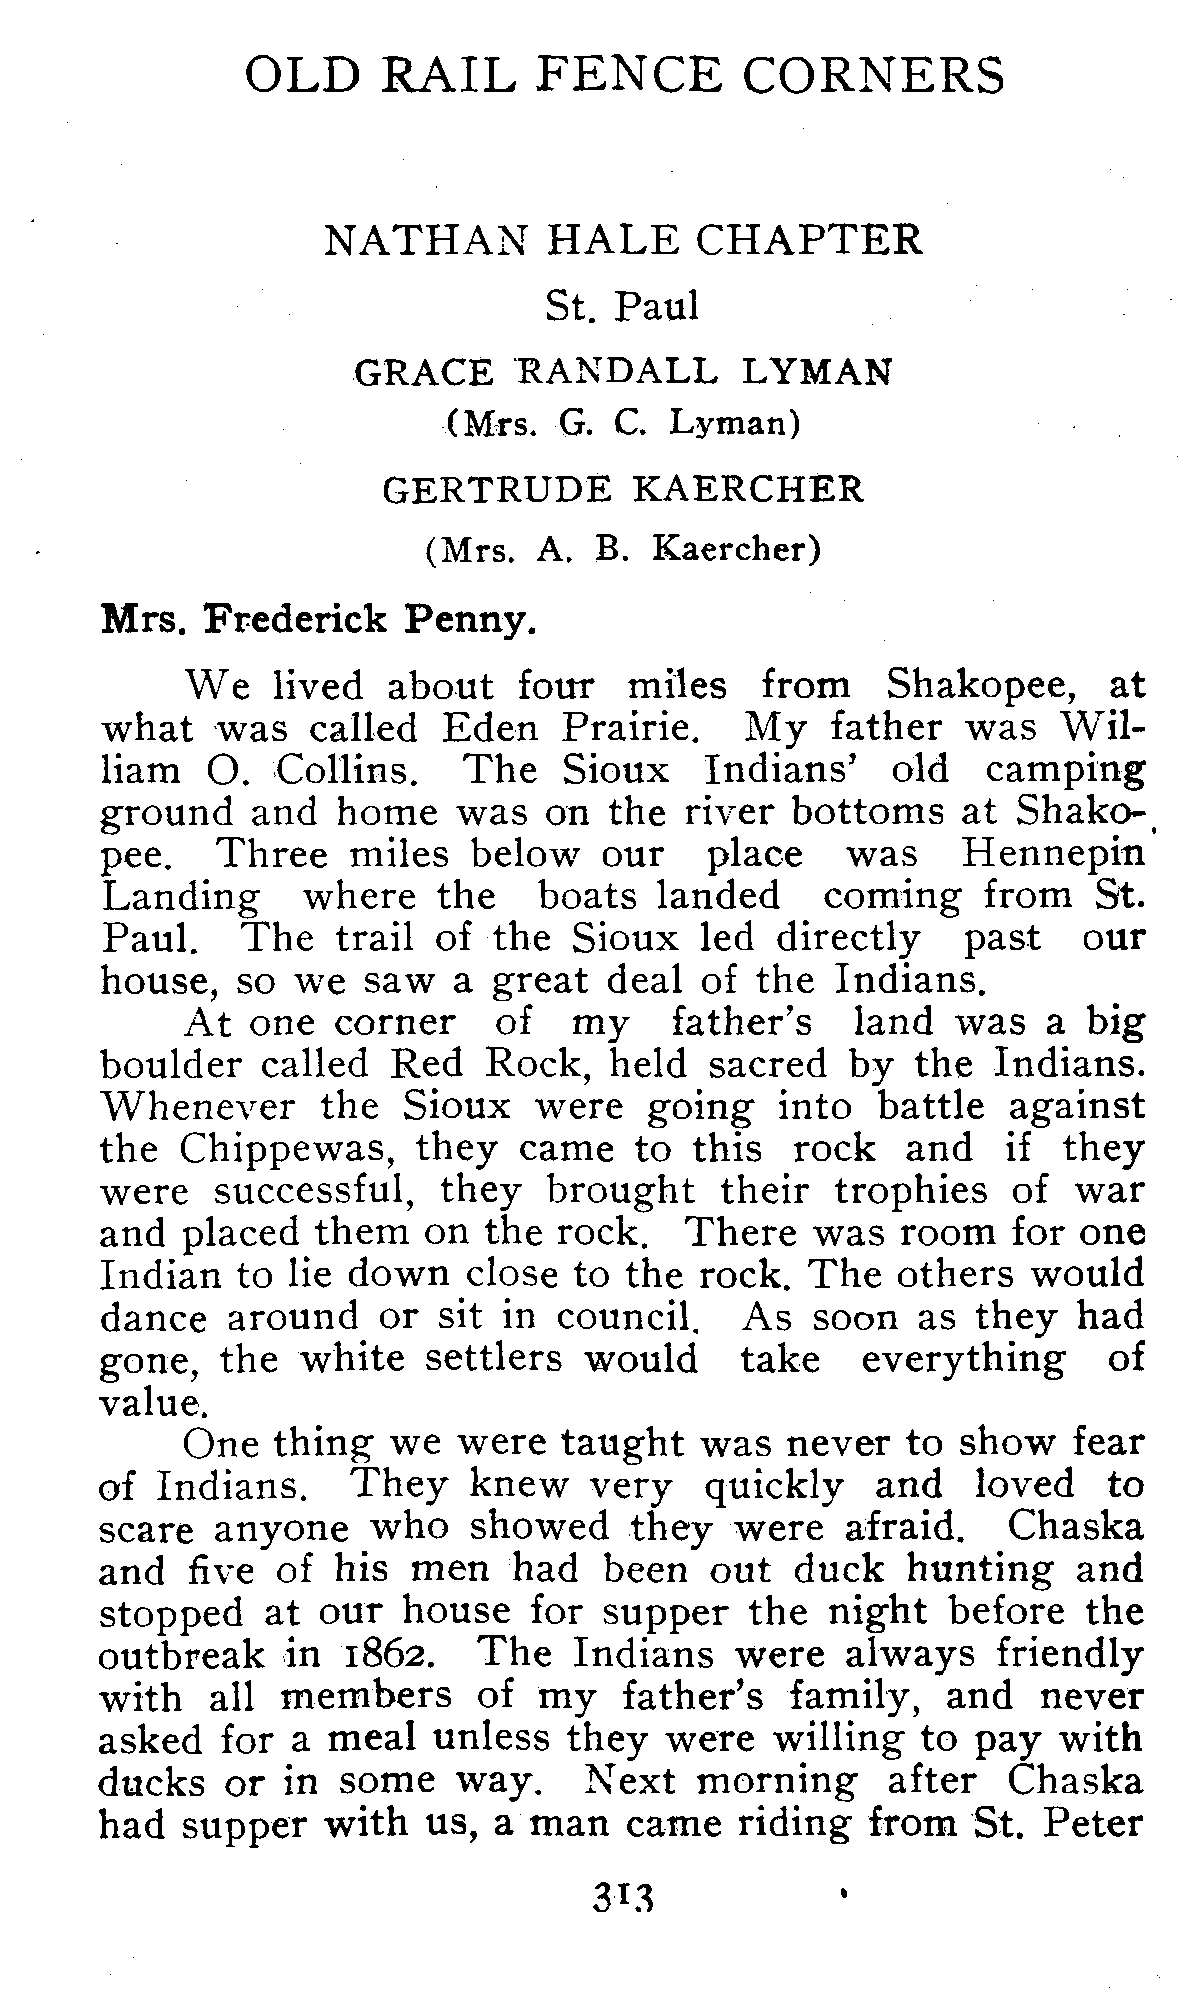 OLD RAIL FENCE CORNERS
NATHAN HALE CHAPTER
St. Paul
GRACE RANDALL LYMAN
(Mrs. G. C. Lyman)
GERTRUDE KAERCHER
(Mrs. A. B. Kaercher)
Mrs. Frederick Penny.
We lived about four miles from Shakopee, at
what was called Eden Prairie. My father was Wil-
liam O. Collins. The Sioux Indians' old camping
ground and home was on the river bottoms at Shako-
pee. Three miles below our place was Hennepin
Landing where the boats landed coming from St.
Paul. The trail of the Sioux led directly past our
house, so we saw a great deal of the Indians.
At one corner of my father's land was a big
boulder called Red Rock, held sacred by the Indians.
Whenever the Sioux were going into battle against
the Chippewas, they came to this rock and if they
were successful, they brought their trophies of war
and placed them on the rock. There was room for one
Indian to lie down close to the rock. The others would
dance around or sit in council. As soon as they had
gone, the white settlers would take everything of
value.
One thing we were taught was never to show fear
of Indians. They knew very quickly and loved to
scare anyone who showed they were afraid. Chaska
and five of his men had been out duck hunting and
stopped at our house for supper the night before the
outbreak in 1862. The Indians were always friendly
with all members of my father's family, and never
asked for a meal unless they were willing to pay with
ducks or in some way. Next morning after Chaska
had supper with us, a man came riding from St. Peter
313